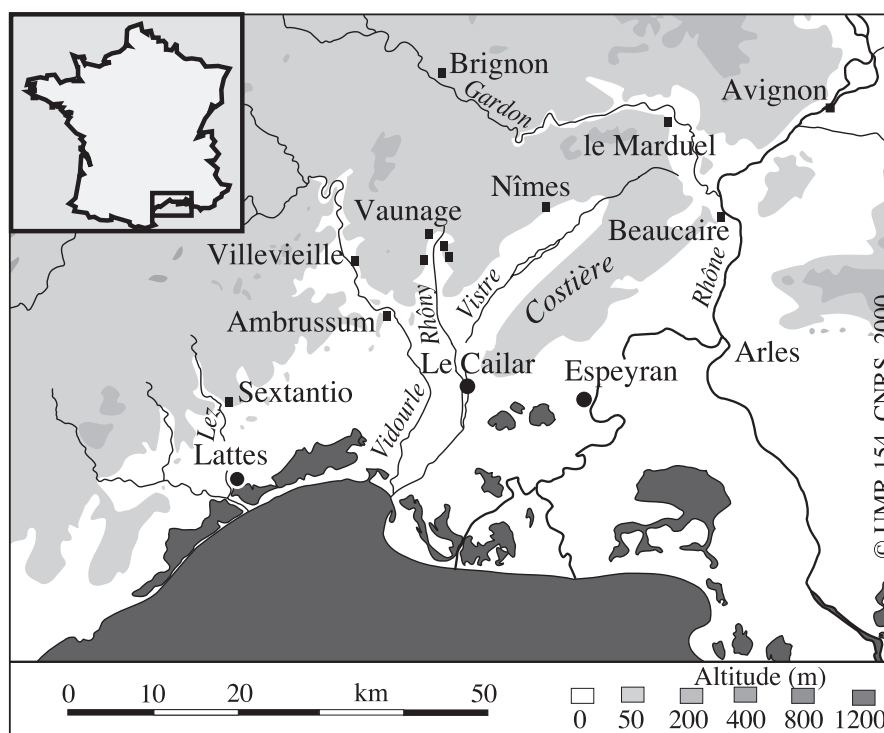 Brignon
Gardon
Avignon
le Marduel
Nîmes
Vaunage
Beaucaire
Villevieille
Rhône
Costière
Vistre
Rhôny
Ambrussum
Arles
Le Cailar
Espeyran
Sextantio
Lez
Vidourle
Lattes
© UMR 154, CNRS, 2000
0 10 20 km 50
Altitude (m)
0 50 200 400 800 1200